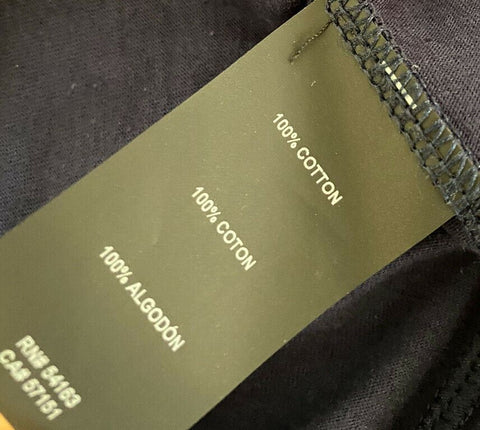 100% COTTON
100% COTON
100% ALGODÓN
RN# 54163
CA# 57151